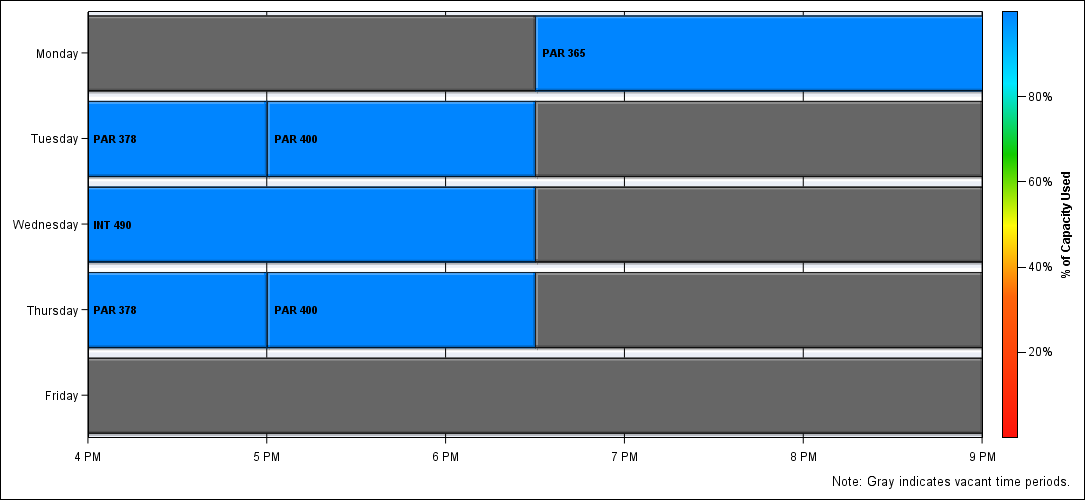 Monday
PAR 365
Tuesday
PAR 378
PAR 400
Wednesday
INT 490
Thursday
PAR 378
PAR 400
Friday
4 PM
5 PM
6 PM
7 PM
8 PM
9 PM
80%
60%
40%
20%
% of Capacity Used
Note: Gray indicates vacant time periods.